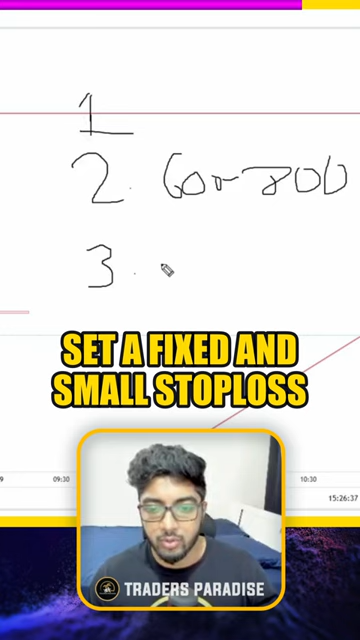 1
2. 600-800
3.
SET A FIXED AND
SMALL STOPLOSS
09:30
10:30
15:26:37
TRADERS PARADISE